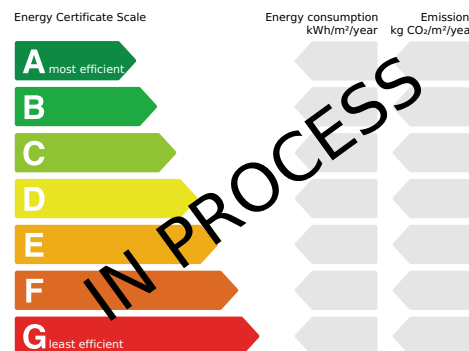 Energy Certificate Scale
Energy consumption
kWh/m²/year
Emission
kg CO₂/m²/year
A most efficient
B
C
D
E
F
G least efficient
IN PROCESS